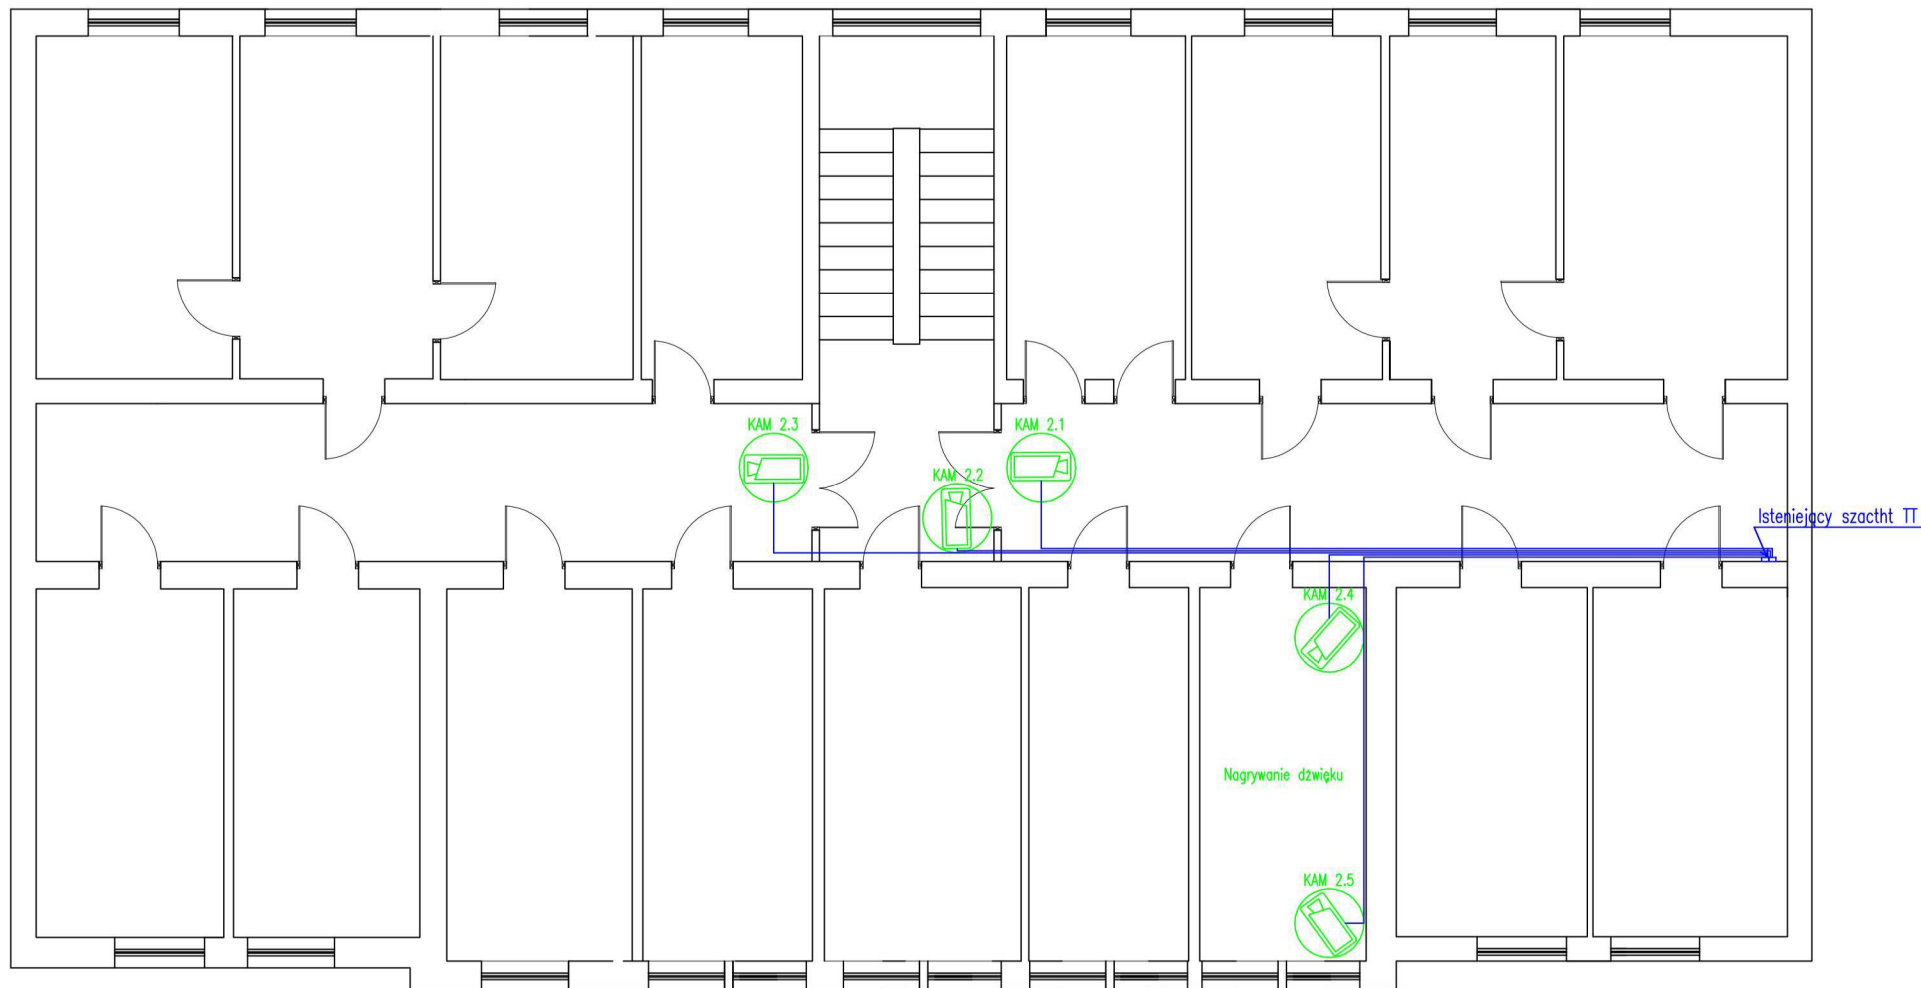 KAM 2.3
KAM 2.1
KAM 2.2
Isteniejący szactht TT
KAM 2.4
Nagrywanie dźwięku
KAM 2.5